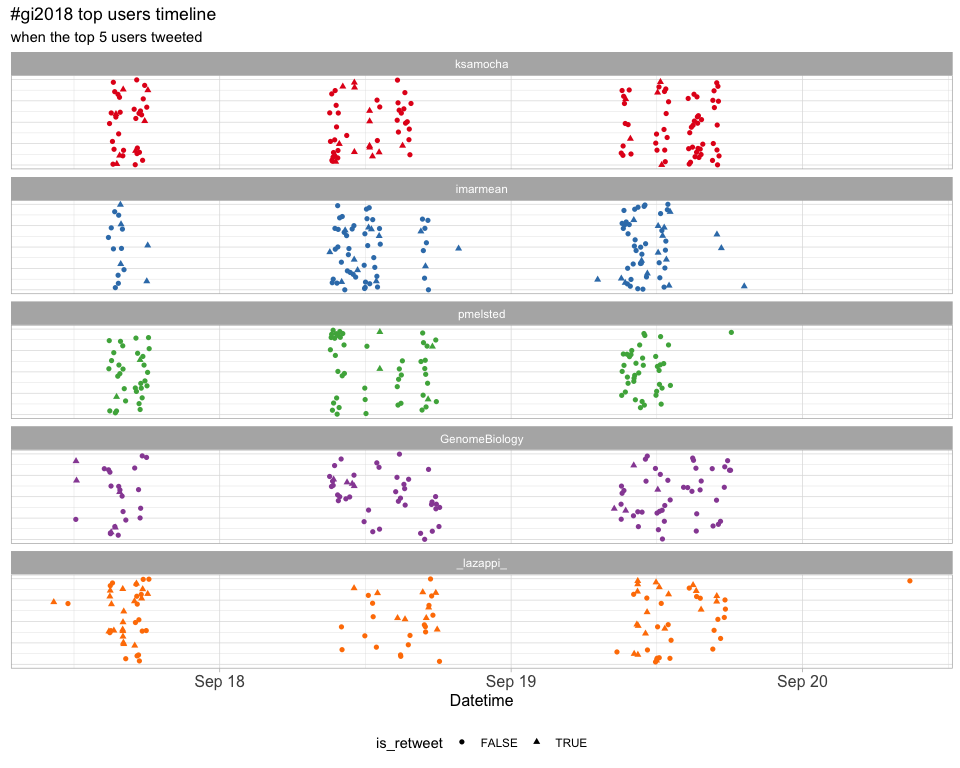 #gi2018 top users timeline
when the top 5 users tweeted
ksamocha
imarmean
pmelsted
GenomeBiology
_lazappi_
Sep 18 Sep 19 Sep 20
Datetime
is_retweet FALSE TRUE